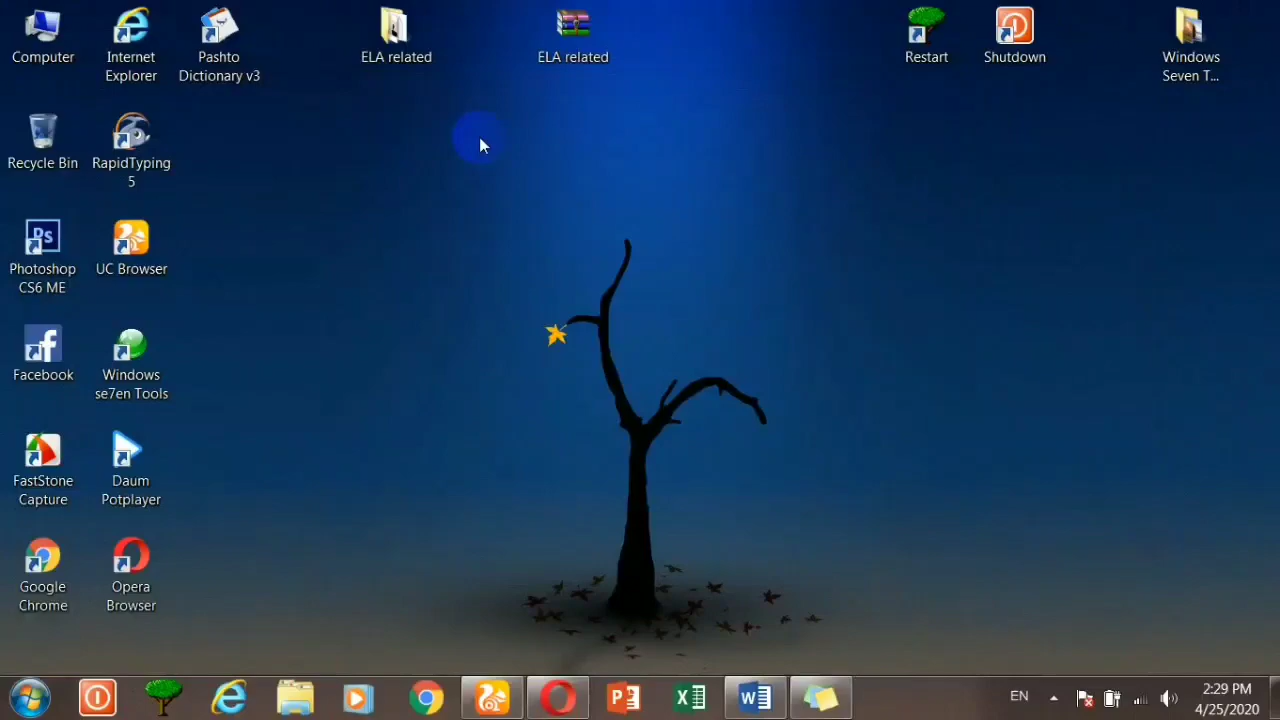 Computer
Internet
Explorer
Pashto
Dictionary v3
ELA related
ELA related
Restart
Shutdown
Windows
Seven T...
Recycle Bin
RapidTyping
5
Ps
Photoshop
CS6 ME
UC Browser
Facebook
Windows
se7en Tools
FastStone
Capture
Daum
Potplayer
Google
Chrome
Opera
Browser
EN
2:29 PM
4/25/2020